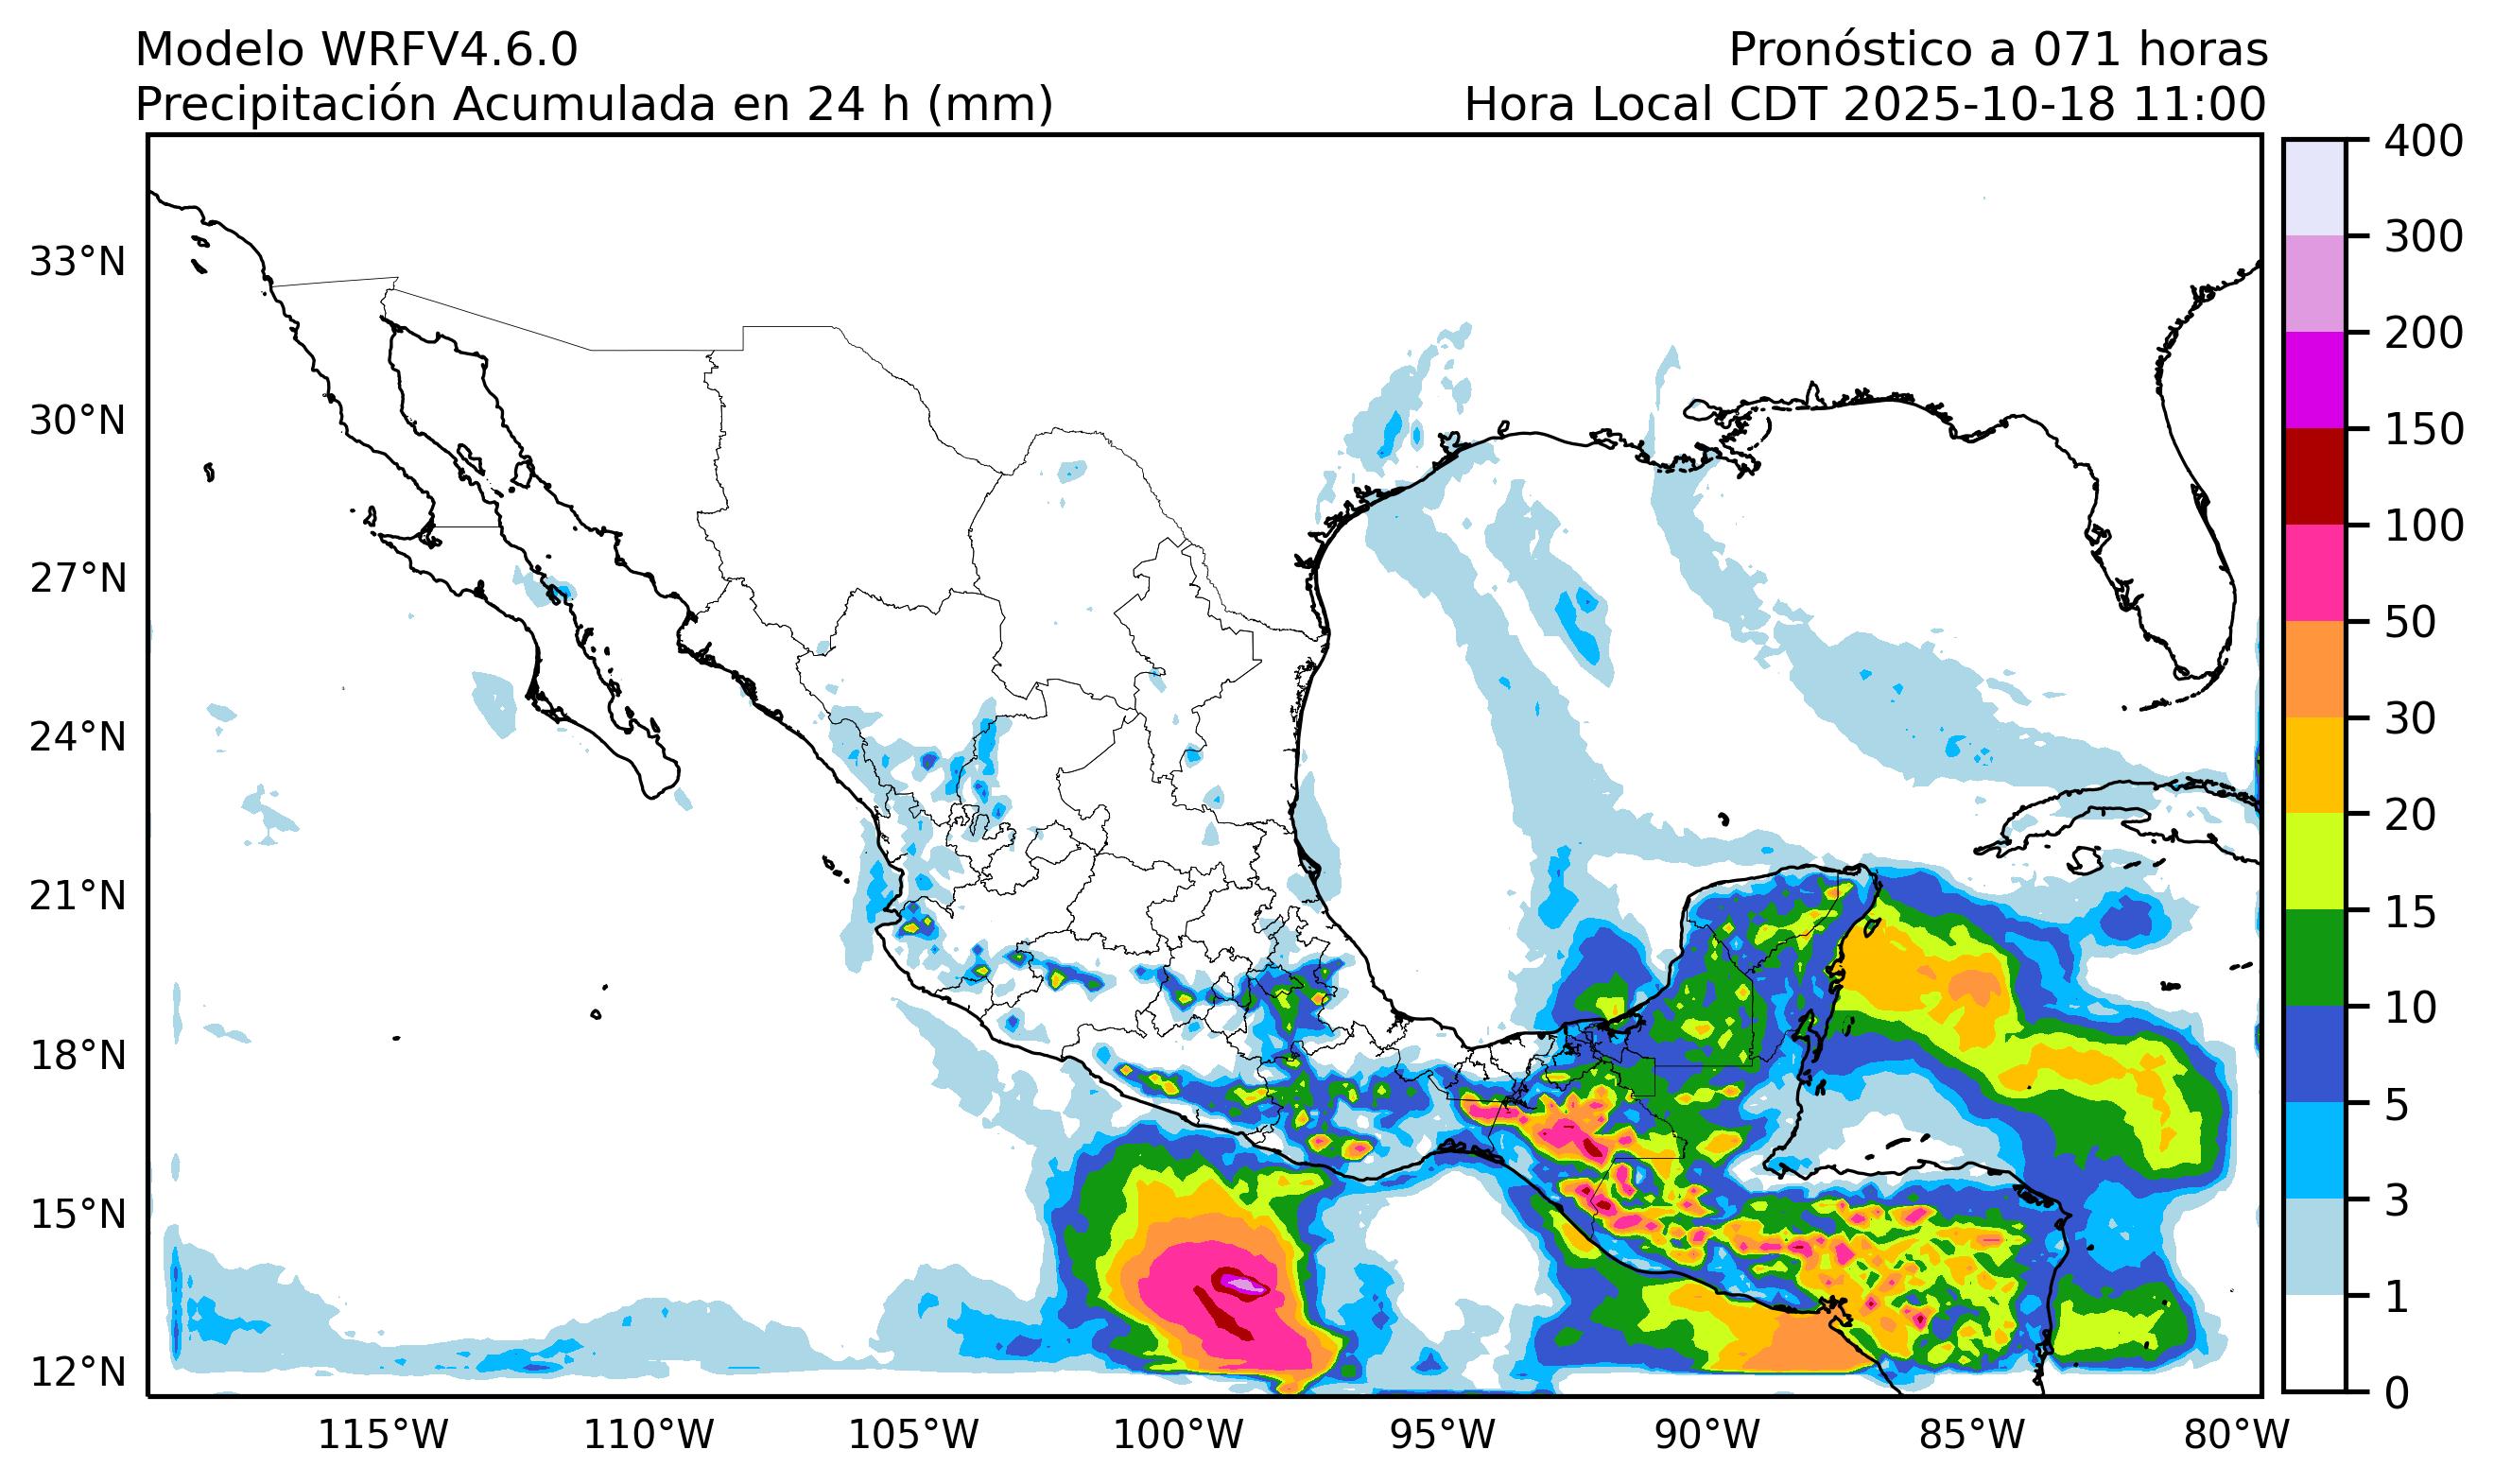 Modelo WRFV4.6.0
Pronóstico a 071 horas
Precipitación Acumulada en 24 h (mm)
Hora Local CDT 2025-10-18 11:00
400
300
200
150
100
50
30
20
15
10
5
3
1
0
33°N
30°N
27°N
24°N
21°N
18°N
15°N
12°N
115°W
110°W
105°W
100°W
95°W
90°W
85°W
80°W